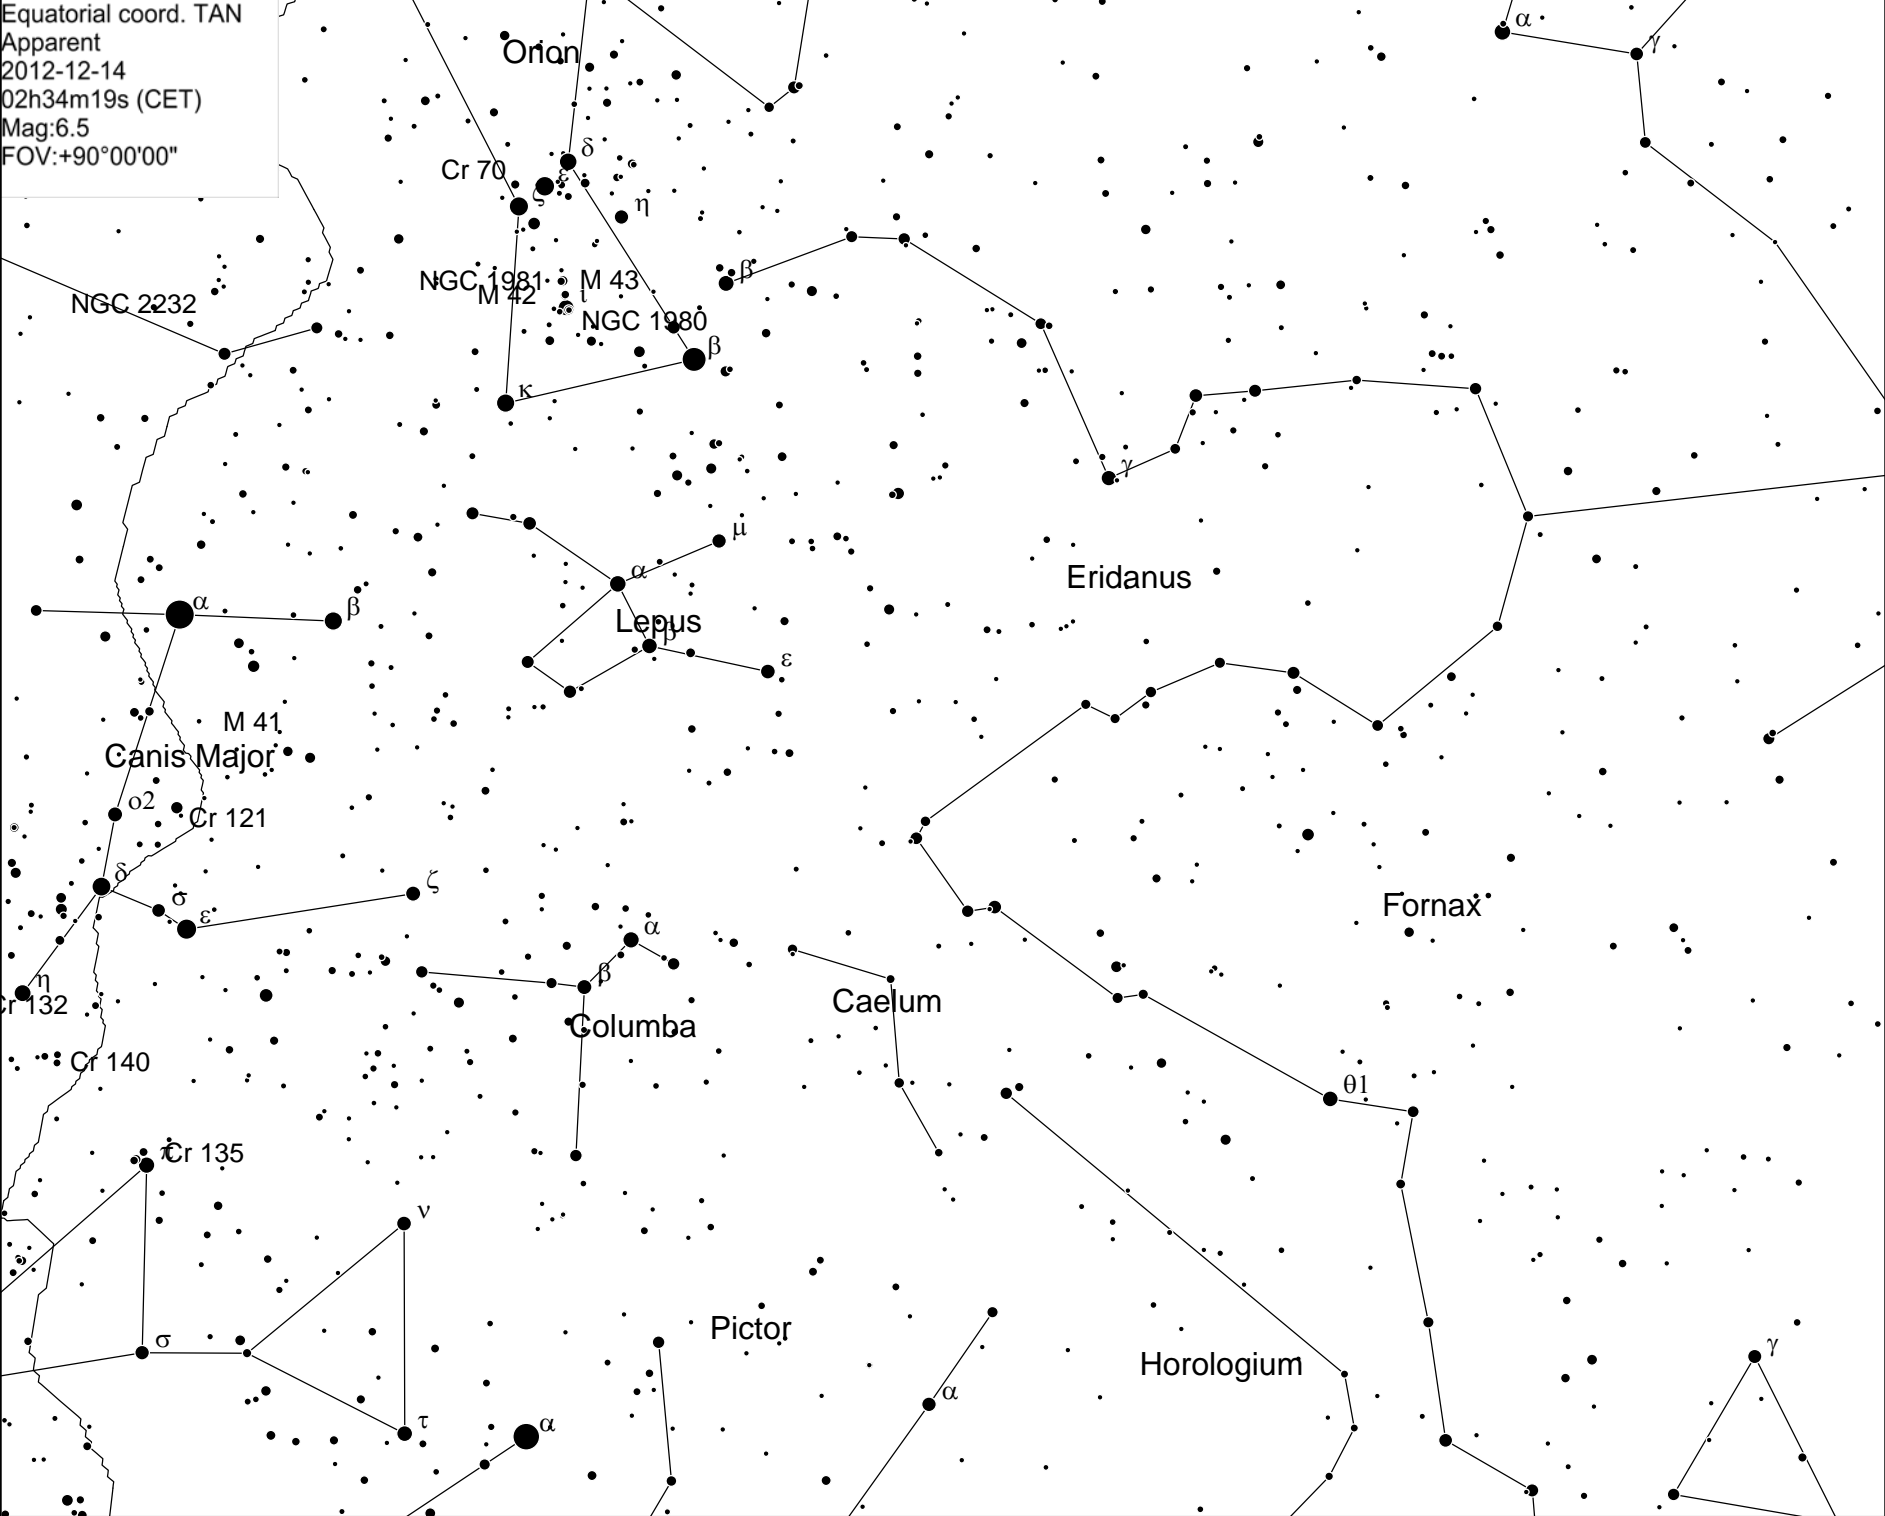 Equatorial coord. TAN
Apparent
2012-12-14
02h34m19s (CET)
Mag:6.5
FOV:+90°00'00"
α
γ
Orion
δ
Cr 70
ε
ζ
η
β
NGC 1981
M 43
M 42
ι
NGC 2232
NGC 1980
β
κ
γ
μ
α
Eridanus
α
β
Lepus
β
ε
M 41
Canis Major
ο2
Cr 121
δ
ζ
σ
ε
Fornax
α
β
η
Cr 132
Caelum
Columba
Cr 140
θ1
π
Cr 135
ν
Pictor
σ
γ
Horologium
α
τ
α